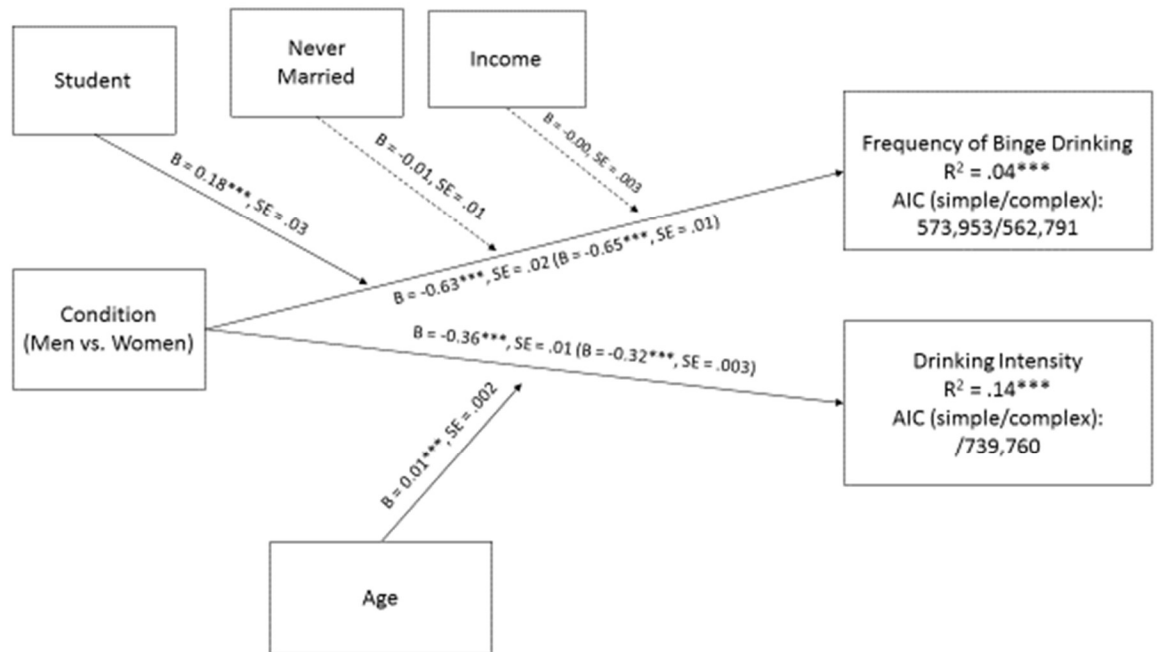 Student
Never
Married
Income
B = 0.18***, SE = .03
B = -0.01, SE = .01
B = -0.00, SE = .003
Frequency of Binge Drinking
R² = .04***
AIC (simple/complex):
573,953/562,791
B = -0.63***, SE = .02 (B = -0.65***, SE = .01)
Condition
(Men vs. Women)
B = -0.36***, SE = .01 (B = -0.32***, SE = .003)
Drinking Intensity
R² = .14***
AIC (simple/complex):
/739,760
B = 0.01***, SE = .002
Age